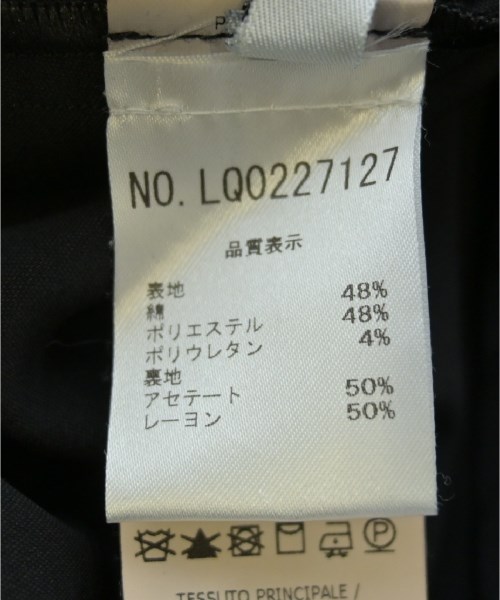 NO. LQ0227127
品質表示
表地
綿 48%
ポリエステル 48%
ポリウレタン 4%
裏地
アセテート 50%
レーヨン 50%
P
TESSUTO PRINCIPALE /